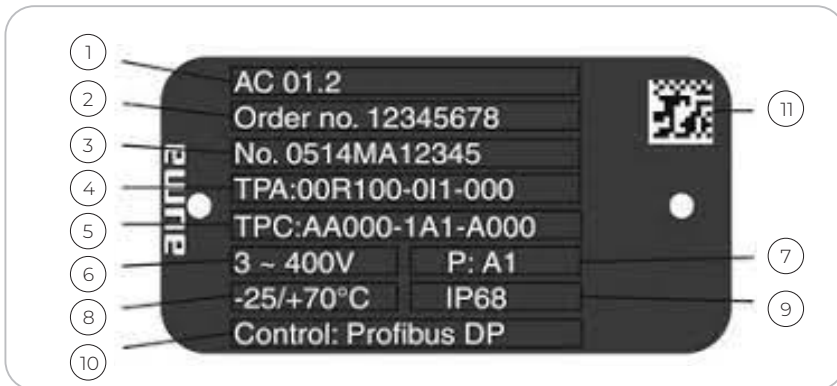 1
AC 01.2
2
Order no. 12345678
11
3
No. 0514MA12345
auma
4
TPA:00R100-0I1-000
5
TPC:AA000-1A1-A000
6
3 ~ 400V
P: A1
7
8
-25/+70°C
IP68
9
10
Control: Profibus DP